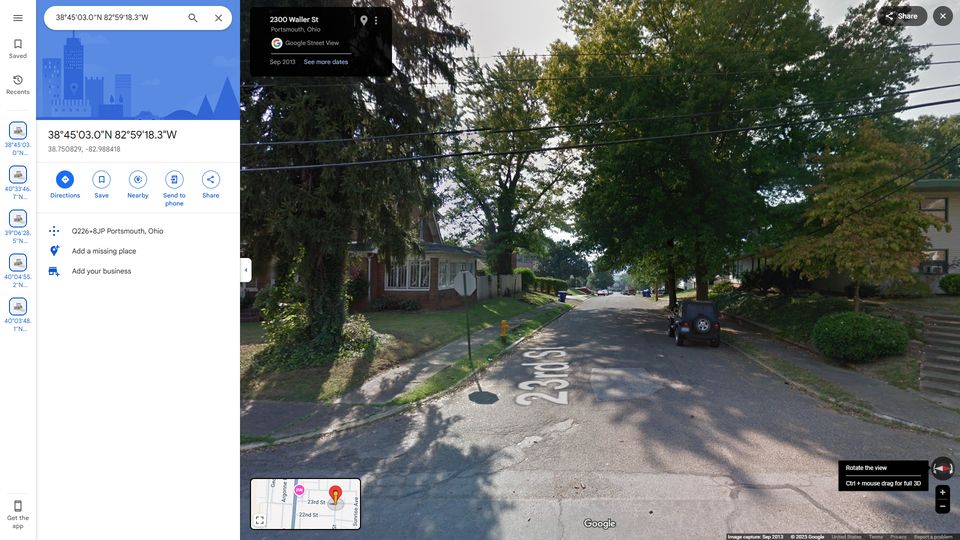 38°45'03.0"N 82°59'18.3"W
Saved
Recents
38°45'03.
0"N...
40°33'46.
7"N...
39°06'28.
5"N...
40°04'55.
2"N...
40°03'48.
1"N...
Get the
app
38°45'03.0"N 82°59'18.3"W
38.750829, -82.988418
Directions
Save
Nearby
Send to
phone
Share
Q226+8JP Portsmouth, Ohio
Add a missing place
Add your business
2300 Waller St
Portsmouth, Ohio
Google Street View
Sep 2013 See more dates
Share
23rd St
23rd St
22nd St
Argonne
Sunrise Ave
Rotate the view
Ctrl + mouse drag for full 3D
Google
Image capture: Sep 2013 © 2025 Google United States Terms Privacy Report a problem